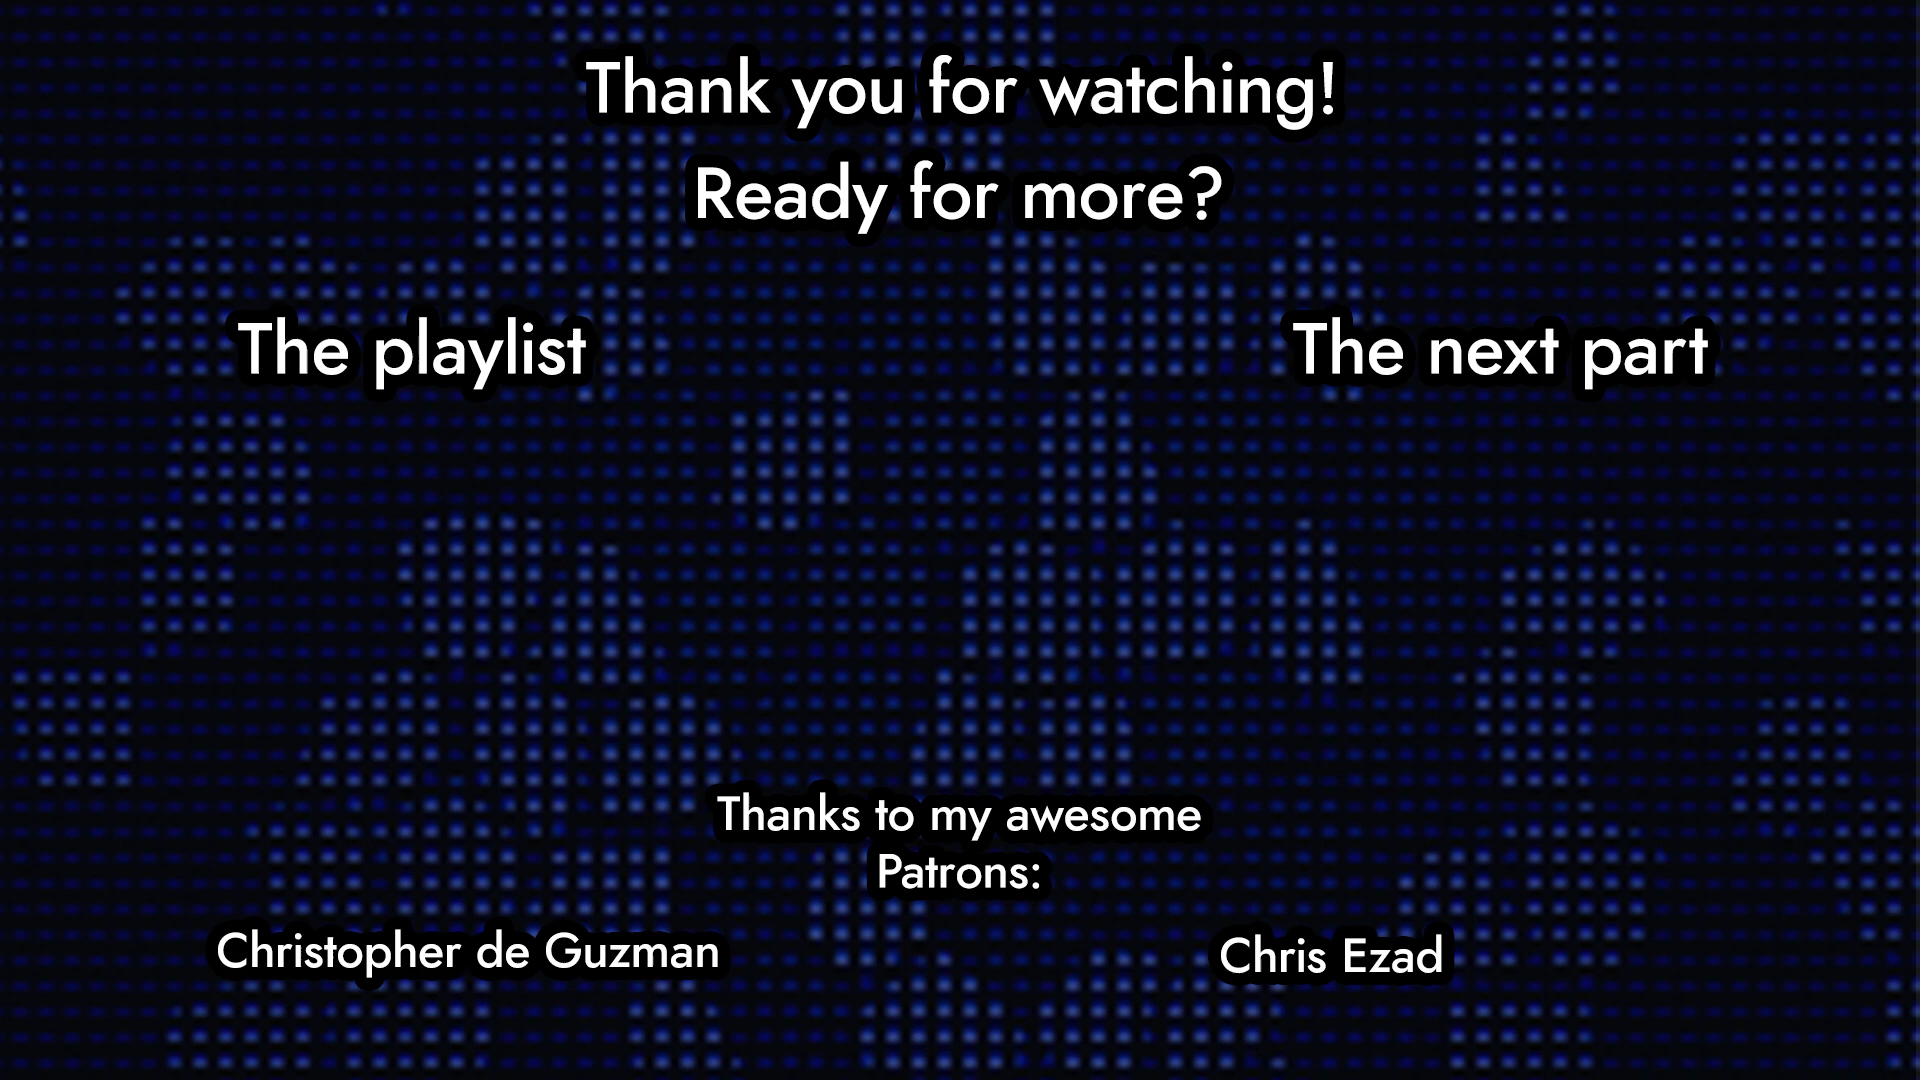 Thank you for watching!
Ready for more?
The playlist
The next part
Thanks to my awesome
Patrons:
Christopher de Guzman
Chris Ezad